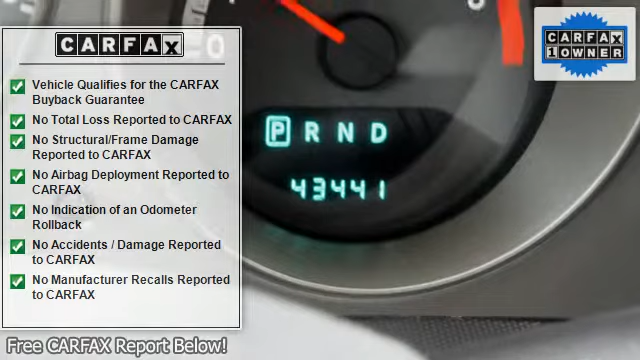 CARFAX
Vehicle Qualifies for the CARFAX
Buyback Guarantee
No Total Loss Reported to CARFAX
No Structural/Frame Damage
Reported to CARFAX
No Airbag Deployment Reported to
CARFAX
No Indication of an Odometer
Rollback
No Accidents / Damage Reported
to CARFAX
No Manufacturer Recalls Reported
to CARFAX
Free CARFAX Report Below!
CARFAX
1 OWNER
P R N D
43441